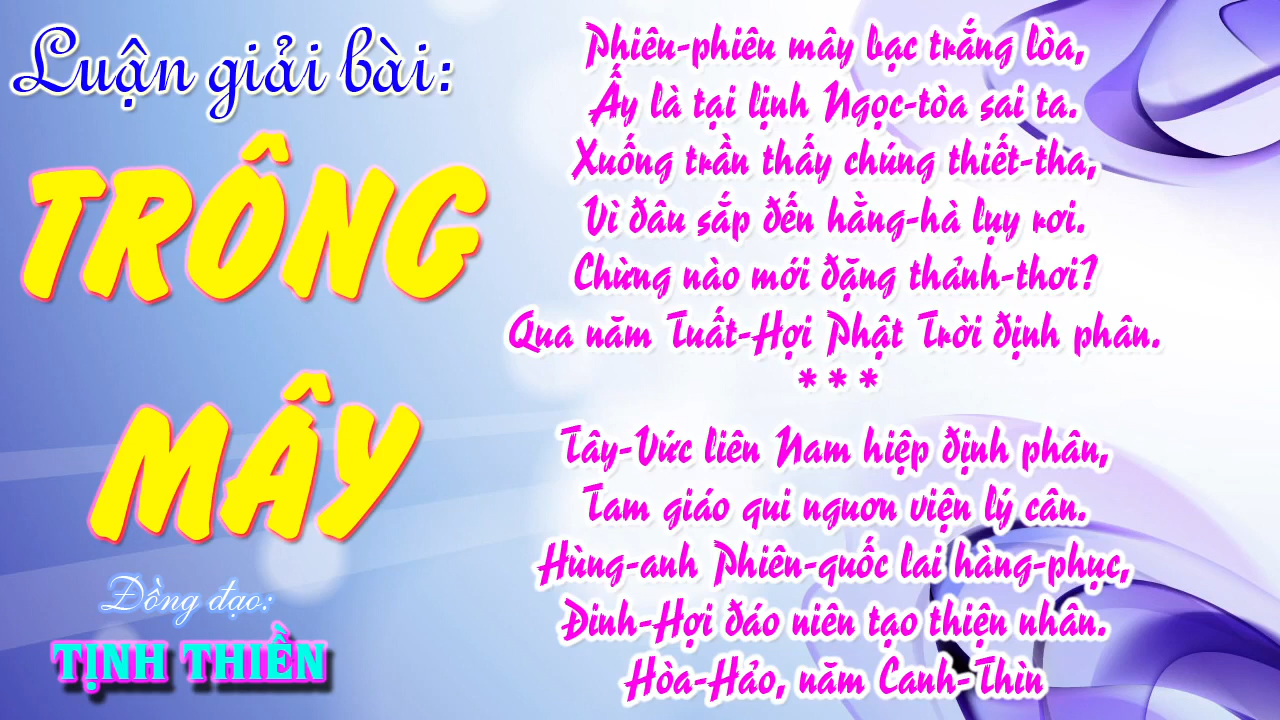 Luận giải bài:
TRÔNG
MÂY
Đồng đạo:
TỊNH THIỀN
Phiêu-phiêu mây bạc trắng lòa,
Ấy là tại lịnh Ngọc-tòa sai ta.
Xuống trần thấy chúng thiết-tha,
Vì đâu sắp đến hằng-hà lụy rơi.
Chừng nào mới đặng thảnh-thơi?
Qua năm Tuất-Hợi Phật Trời định phân.
* * *
Tây-Vức liên Nam hiệp định phân,
Tam giáo qui nguơn viện lý cân.
Hùng-anh Phiên-quốc lai hàng-phục,
Đinh-Hợi đáo niên tạo thiện nhân.
Hòa-Hảo, năm Canh-Thìn